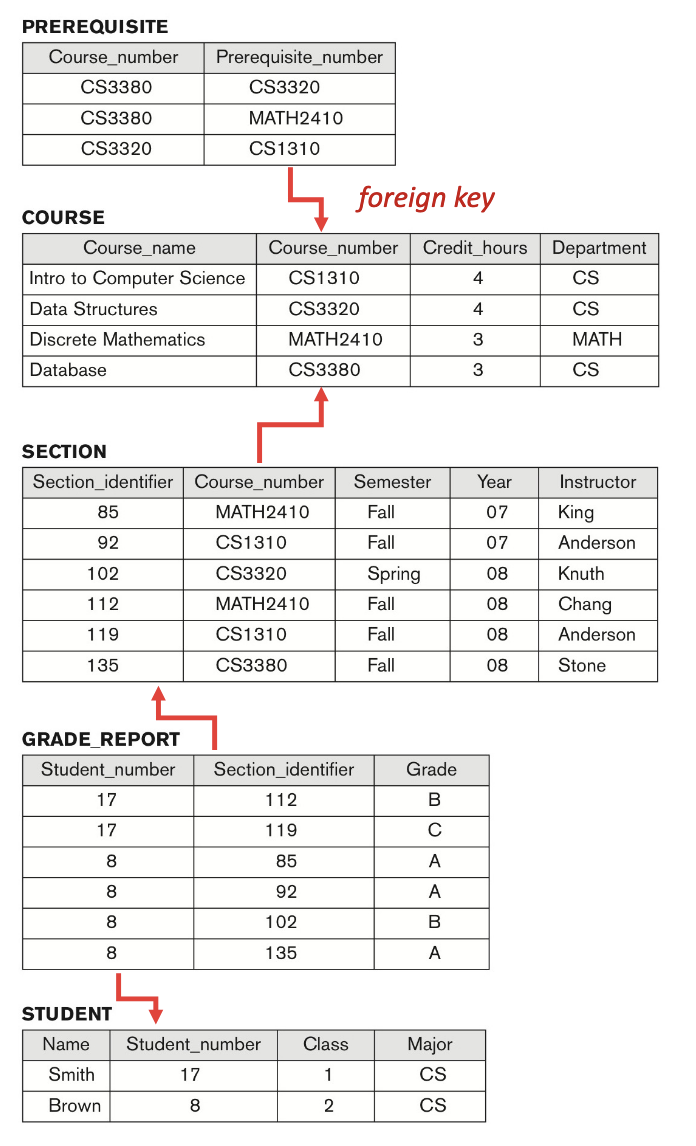 PREREQUISITE
Course_number Prerequisite_number
CS3380 CS3320
CS3380 MATH2410
CS3320 CS1310
foreign key
COURSE
Course_name Course_number Credit_hours Department
Intro to Computer Science CS1310 4 CS
Data Structures CS3320 4 CS
Discrete Mathematics MATH2410 3 MATH
Database CS3380 3 CS
SECTION
Section_identifier Course_number Semester Year Instructor
85 MATH2410 Fall 07 King
92 CS1310 Fall 07 Anderson
102 CS3320 Spring 08 Knuth
112 MATH2410 Fall 08 Chang
119 CS1310 Fall 08 Anderson
135 CS3380 Fall 08 Stone
GRADE_REPORT
Student_number Section_identifier Grade
17 112 B
17 119 C
8 85 A
8 92 A
8 102 B
8 135 A
STUDENT
Name Student_number Class Major
Smith 17 1 CS
Brown 8 2 CS